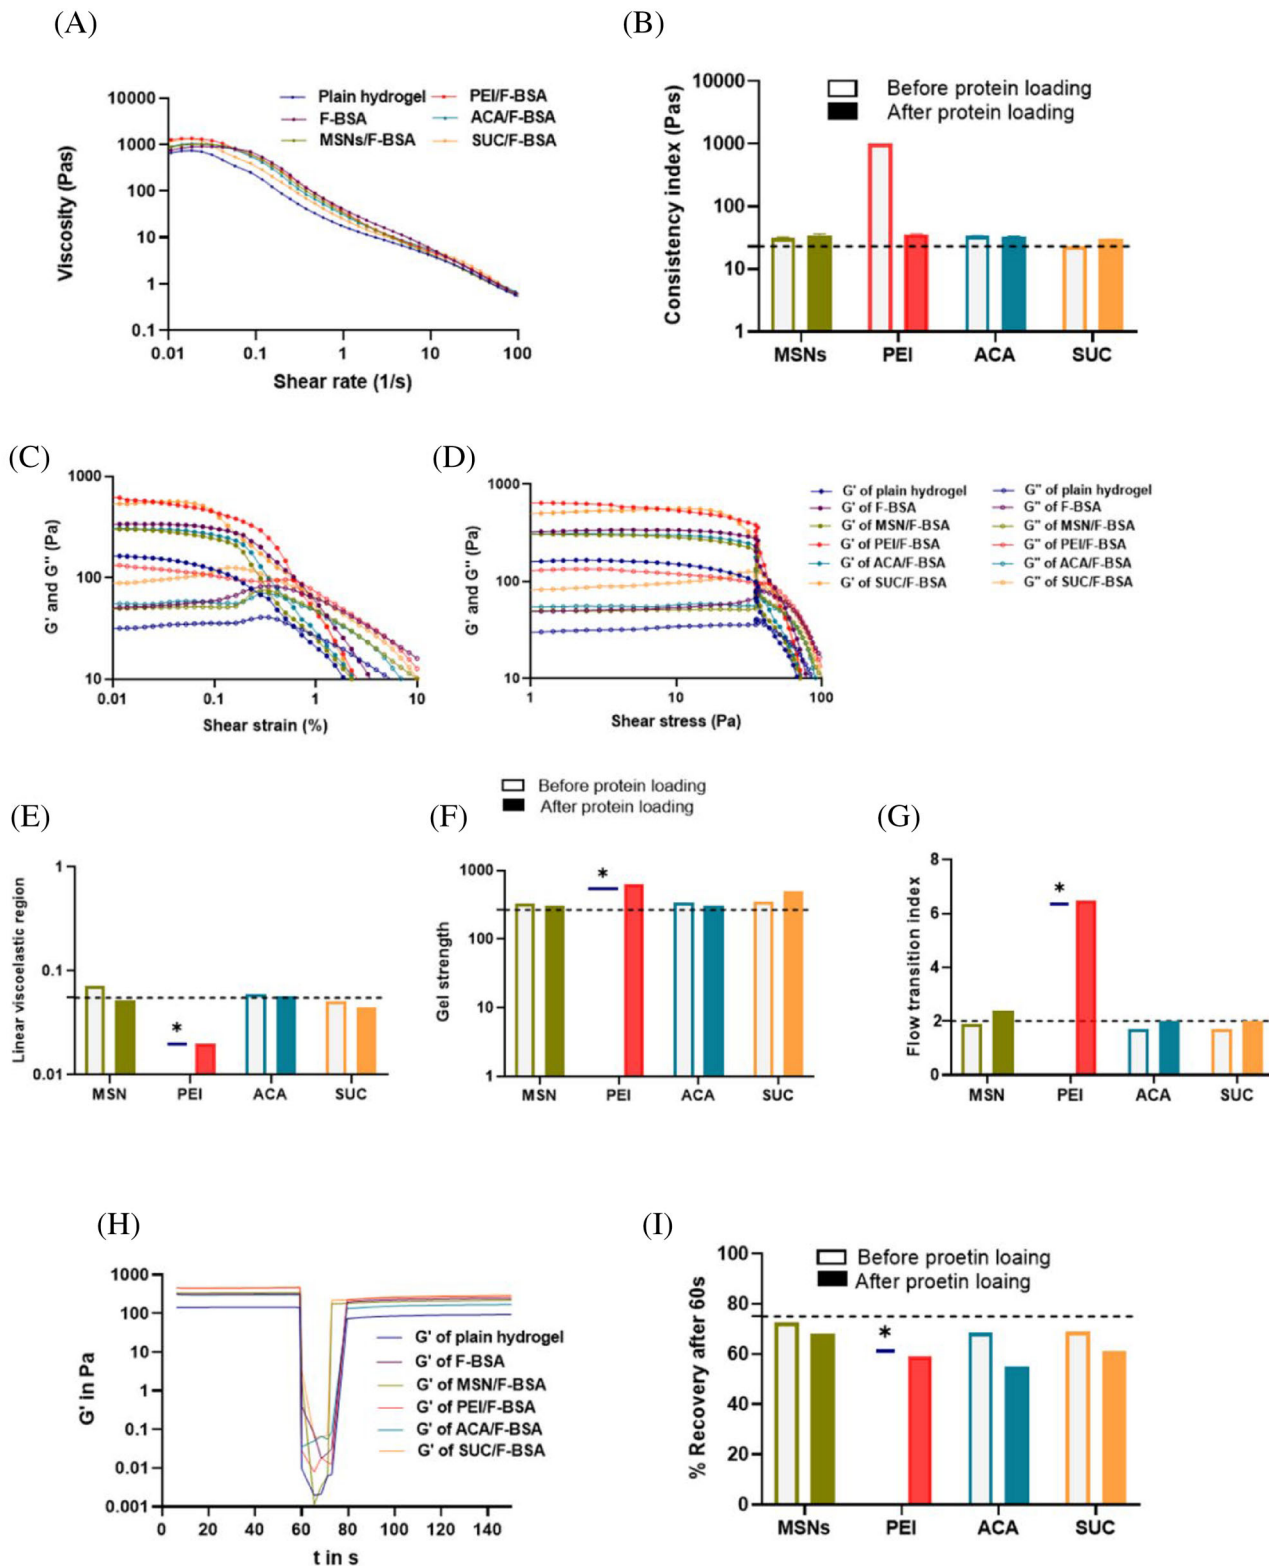 (A)
Viscosity (Pas)
10000
1000
100
10
1
0.1
Plain hydrogel
F-BSA
MSNs/F-BSA
PEI/F-BSA
ACA/F-BSA
SUC/F-BSA
0.01 0.1 1 10 100
Shear rate (1/s)
(B)
Consistency index (Pas)
10000
1000
100
10
1
Before protein loading
After protein loading
MSNs PEI ACA SUC
(C)
G' and G'' (Pa)
1000
100
10
0.01 0.1 1 10
Shear strain (%)
(D)
G' and G'' (Pa)
1000
100
10
1 10 100
Shear stress (Pa)
G' of plain hydrogel
G' of F-BSA
G' of MSN/F-BSA
G' of PEI/F-BSA
G' of ACA/F-BSA
G' of SUC/F-BSA
G'' of plain hydrogel
G'' of F-BSA
G'' of MSN/F-BSA
G'' of PEI/F-BSA
G'' of ACA/F-BSA
G'' of SUC/F-BSA
Before protein loading
After protein loading
(E)
Linear viscoelastic region
1
0.1
0.01
*
MSN PEI ACA SUC
(F)
Gel strength
1000
100
10
1
*
MSN PEI ACA SUC
(G)
Flow transition index
8
6
4
2
0
*
MSN PEI ACA SUC
(H)
G' in Pa
1000
100
10
1
0.1
0.01
0.001
G' of plain hydrogel
G' of F-BSA
G' of MSN/F-BSA
G' of PEI/F-BSA
G' of ACA/F-BSA
G' of SUC/F-BSA
0 20 40 60 80 100 120 140
t in s
(I)
% Recovery after 60s
100
80
60
40
20
0
Before proetin loaing
After proetin loaing
*
MSNs PEI ACA SUC